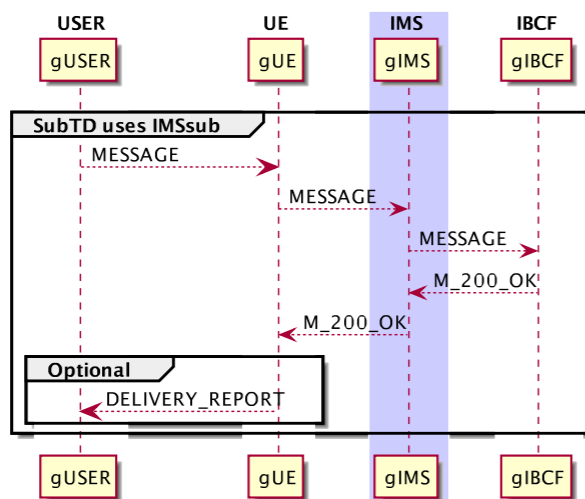 USER UE IMS IBCF
gUSER gUE gIMS gIBCF
SubTD uses IMSsub
MESSAGE
MESSAGE
MESSAGE
M_200_OK
M_200_OK
Optional
DELIVERY_REPORT
gUSER gUE gIMS gIBCF